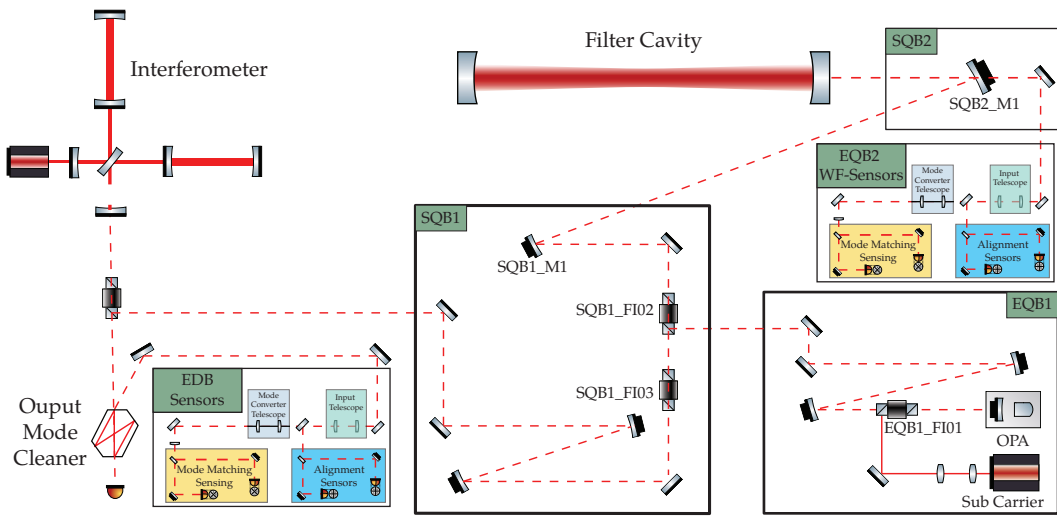 Interferometer
Filter Cavity
SQB2
SQB2_M1
EQB2
WF-Sensors
Mode
Converter
Telescope
Input
Telescope
Mode Matching
Sensing
Alignment
Sensors
SQB1
SQB1_M1
SQB1_FI02
SQB1_FI03
EQB1
EQB1_FI01
OPA
Sub Carrier
EDB
Sensors
Mode
Converter
Telescope
Input
Telescope
Mode Matching
Sensing
Alignment
Sensors
Ouput
Mode
Cleaner